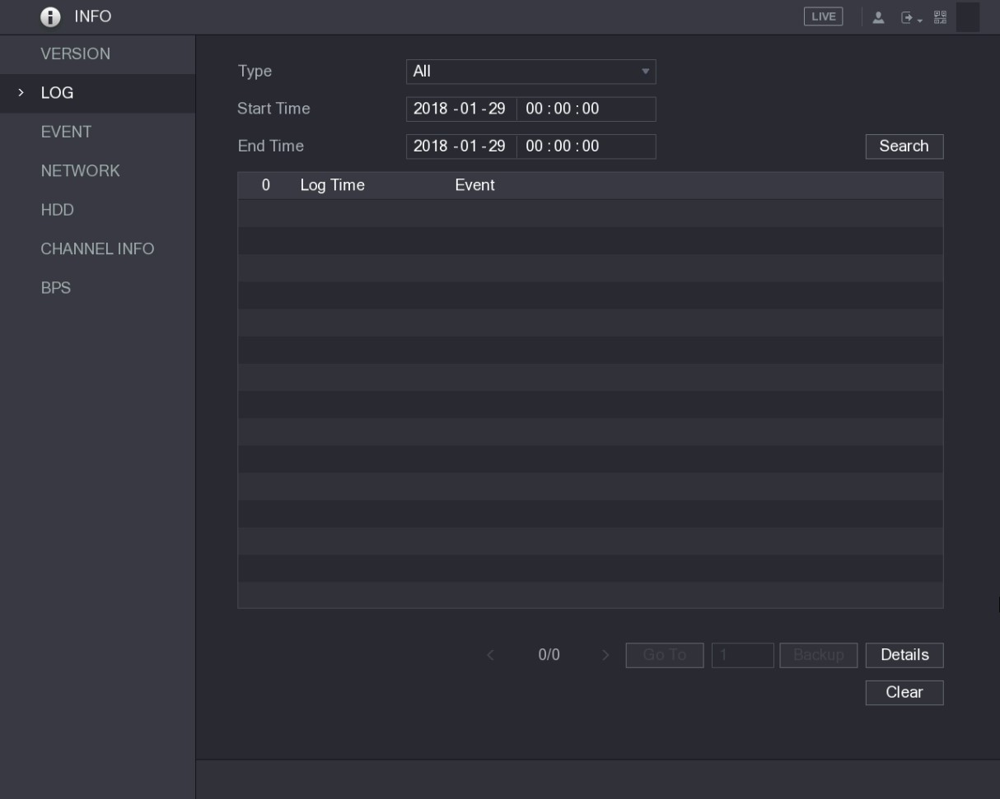 INFO
LIVE
VERSION
LOG
EVENT
NETWORK
HDD
CHANNEL INFO
BPS
Type All
Start Time 2018 - 01 - 29 00 : 00 : 00
End Time 2018 - 01 - 29 00 : 00 : 00 Search
0 Log Time Event
0/0 Go To 1 Backup Details
Clear